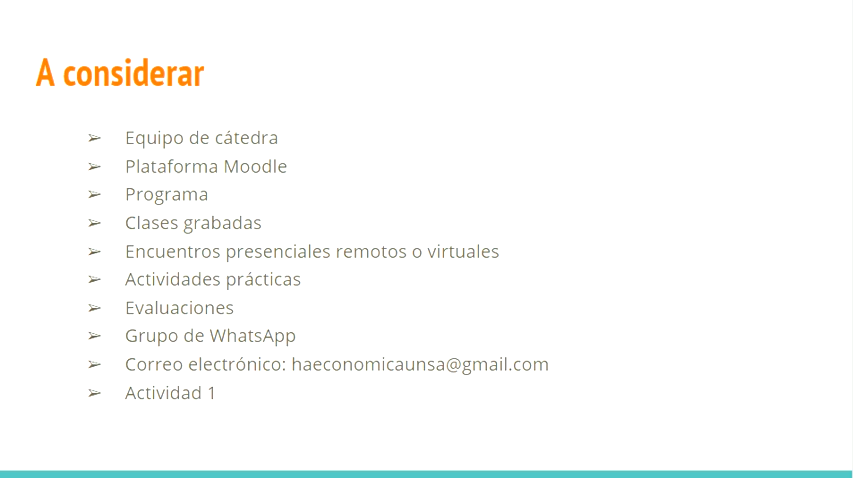 A considerar
➢ Equipo de cátedra
➢ Plataforma Moodle
➢ Programa
➢ Clases grabadas
➢ Encuentros presenciales remotos o virtuales
➢ Actividades prácticas
➢ Evaluaciones
➢ Grupo de WhatsApp
➢ Correo electrónico: haeconomicaunsa@gmail.com
➢ Actividad 1